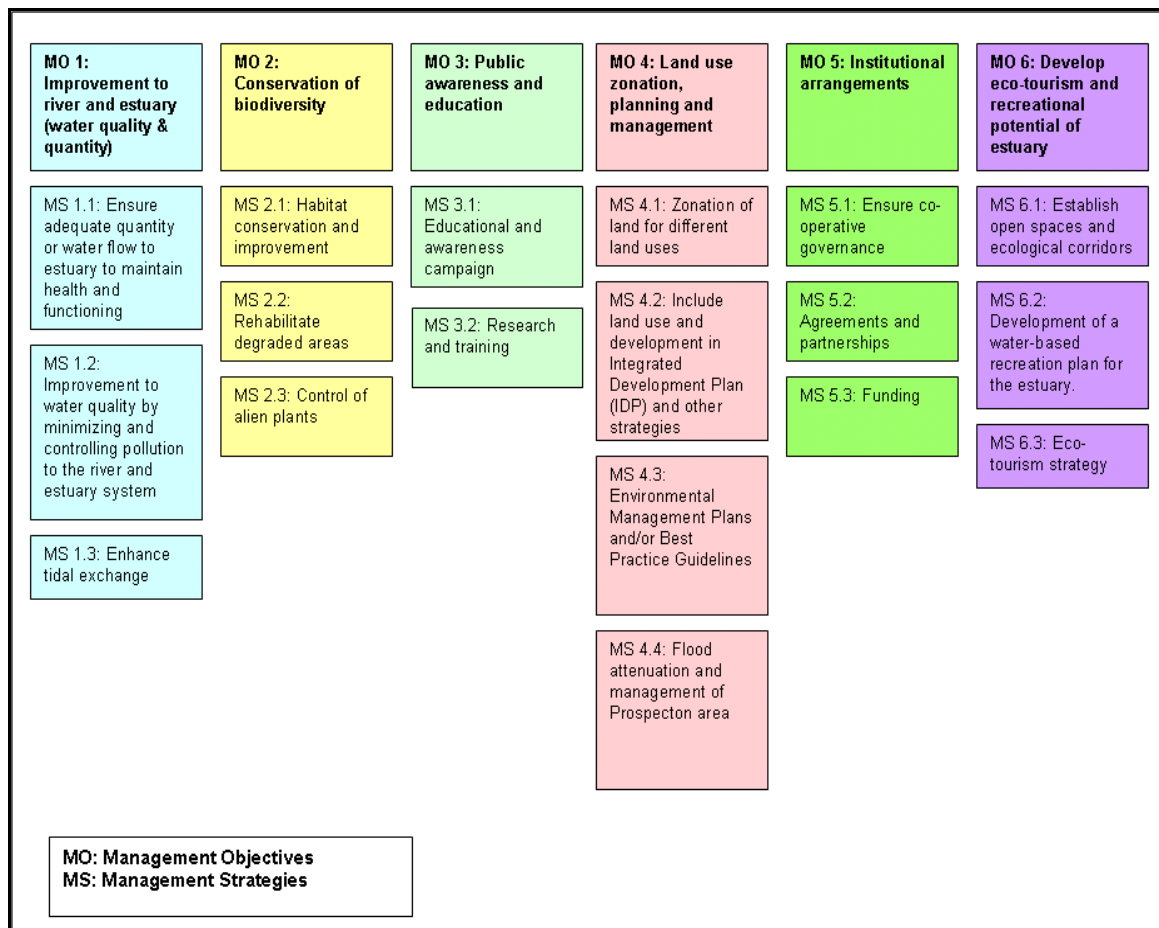 MO 1:
Improvement to
river and estuary
(water quality &
quantity)
MS 1.1: Ensure
adequate quantity
or water flow to
estuary to maintain
health and
functioning
MS 1.2:
Improvement to
water quality by
minimizing and
controlling pollution
to the river and
estuary system
MS 1.3: Enhance
tidal exchange
MO 2:
Conservation of
biodiversity
MS 2.1: Habitat
conservation and
improvement
MS 2.2:
Rehabilitate
degraded areas
MS 2.3: Control of
alien plants
MO 3: Public
awareness and
education
MS 3.1:
Educational and
awareness
campaign
MS 3.2: Research
and training
MO 4: Land use
zonation,
planning and
management
MS 4.1: Zonation of
land for different
land uses
MS 4.2: Include
land use and
development in
Integrated
Development Plan
(IDP) and other
strategies
MS 4.3:
Environmental
Management Plans
and/or Best
Practice Guidelines
MS 4.4: Flood
attenuation and
management of
Prospecton area
MO 5: Institutional
arrangements
MS 5.1: Ensure co-
operative
governance
MS 5.2:
Agreements and
partnerships
MS 5.3: Funding
MO 6: Develop
eco-tourism and
recreational
potential of
estuary
MS 6.1: Establish
open spaces and
ecological corridors
MS 6.2:
Development of a
water-based
recreation plan for
the estuary.
MS 6.3: Eco-
tourism strategy
MO: Management Objectives
MS: Management Strategies